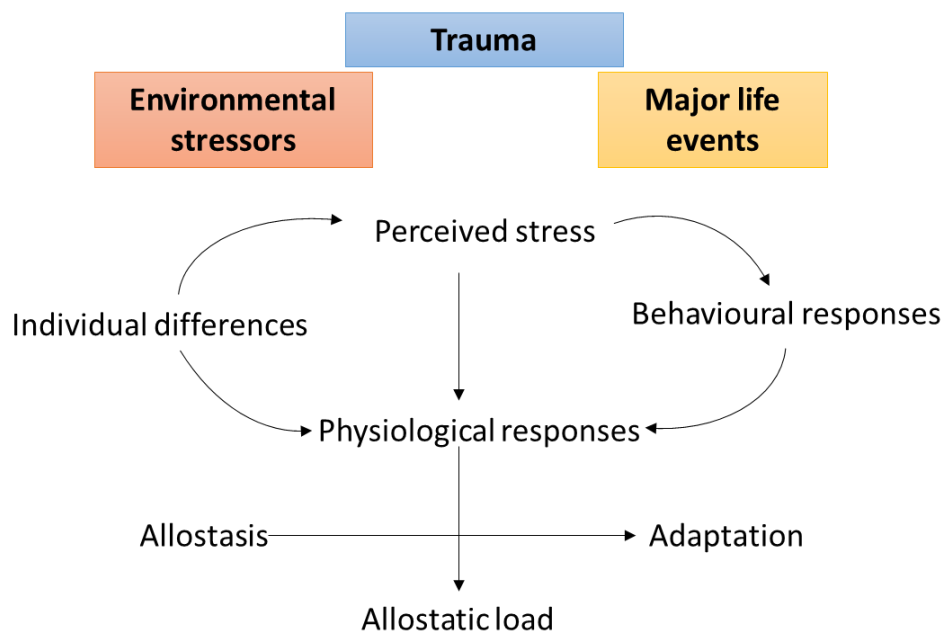 Trauma
Environmental
stressors
Major life
events
Perceived stress
Individual differences
Behavioural responses
Physiological responses
Allostasis
Adaptation
Allostatic load